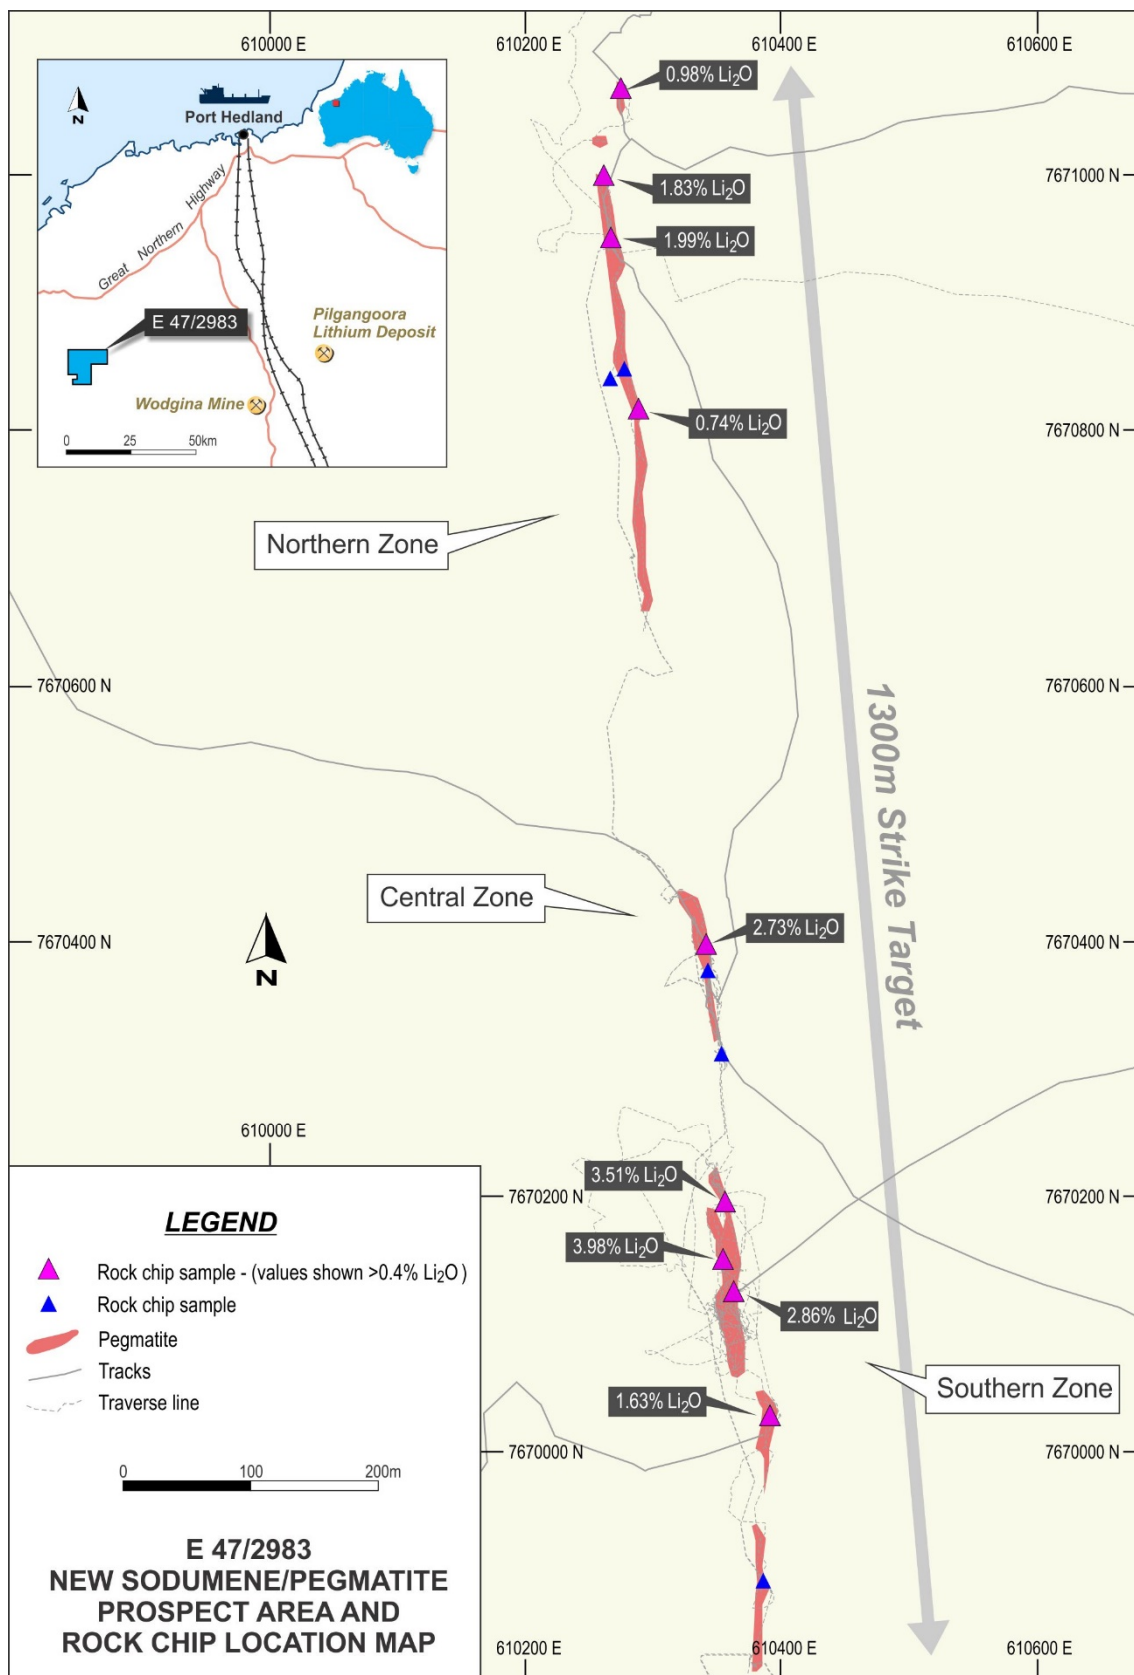 610000 E
610200 E
610400 E
610600 E
0.98% Li₂O
Port Hedland
Great Northern Highway
E 47/2983
Pilgangoora
Lithium Deposit
Wodgina Mine
N
0 25 50km
7671000 N
1.83% Li₂O
1.99% Li₂O
7670800 N
0.74% Li₂O
Northern Zone
7670600 N
7670600 N
1300m Strike Target
Central Zone
2.73% Li₂O
7670400 N
7670400 N
N
610000 E
3.51% Li₂O
7670200 N
7670200 N
3.98% Li₂O
2.86% Li₂O
Southern Zone
1.63% Li₂O
7670000 N
7670000 N
LEGEND
Rock chip sample - (values shown >0.4% Li₂O )
Rock chip sample
Pegmatite
Tracks
Traverse line
0 100 200m
E 47/2983
NEW SODUMENE/PEGMATITE
PROSPECT AREA AND
ROCK CHIP LOCATION MAP
610200 E
610400 E
610600 E